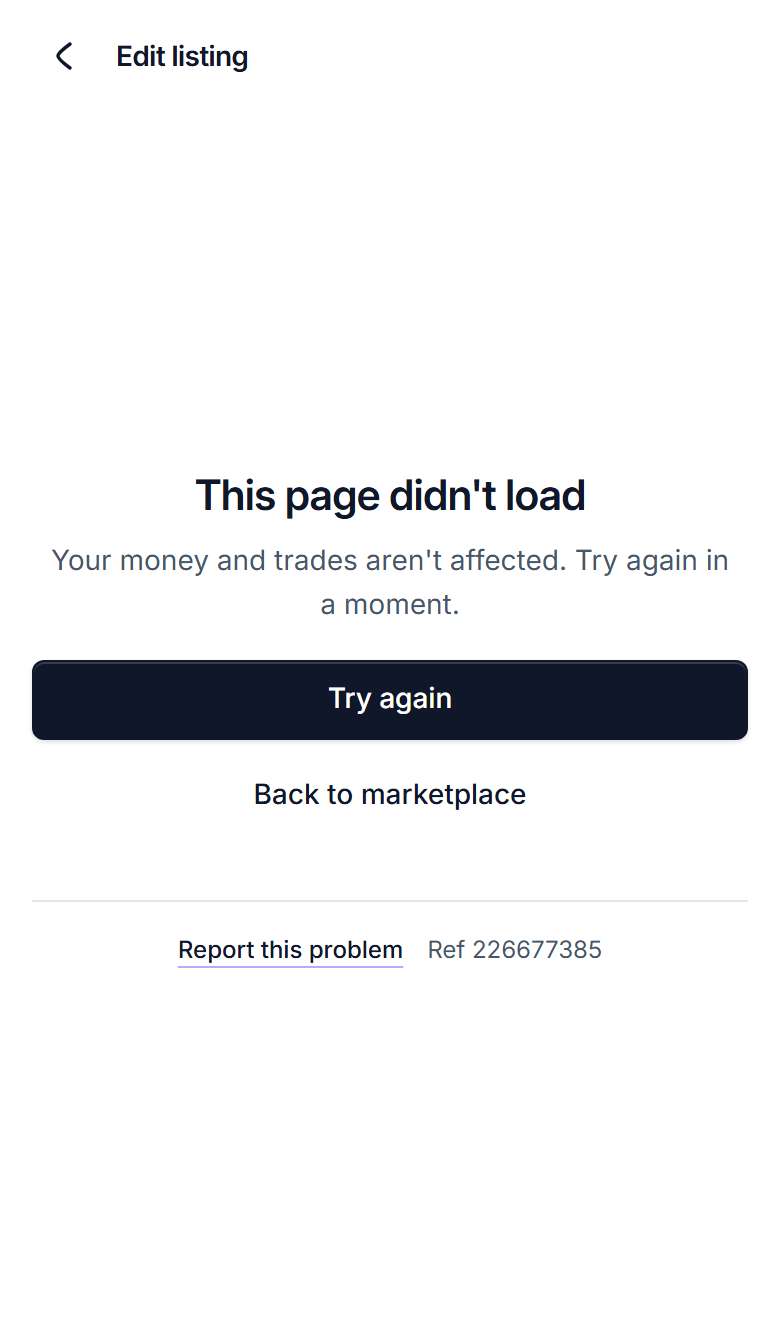 Edit listing
This page didn't load
Your money and trades aren't affected. Try again in
a moment.
Try again
Back to marketplace
Report this problem Ref 226677385